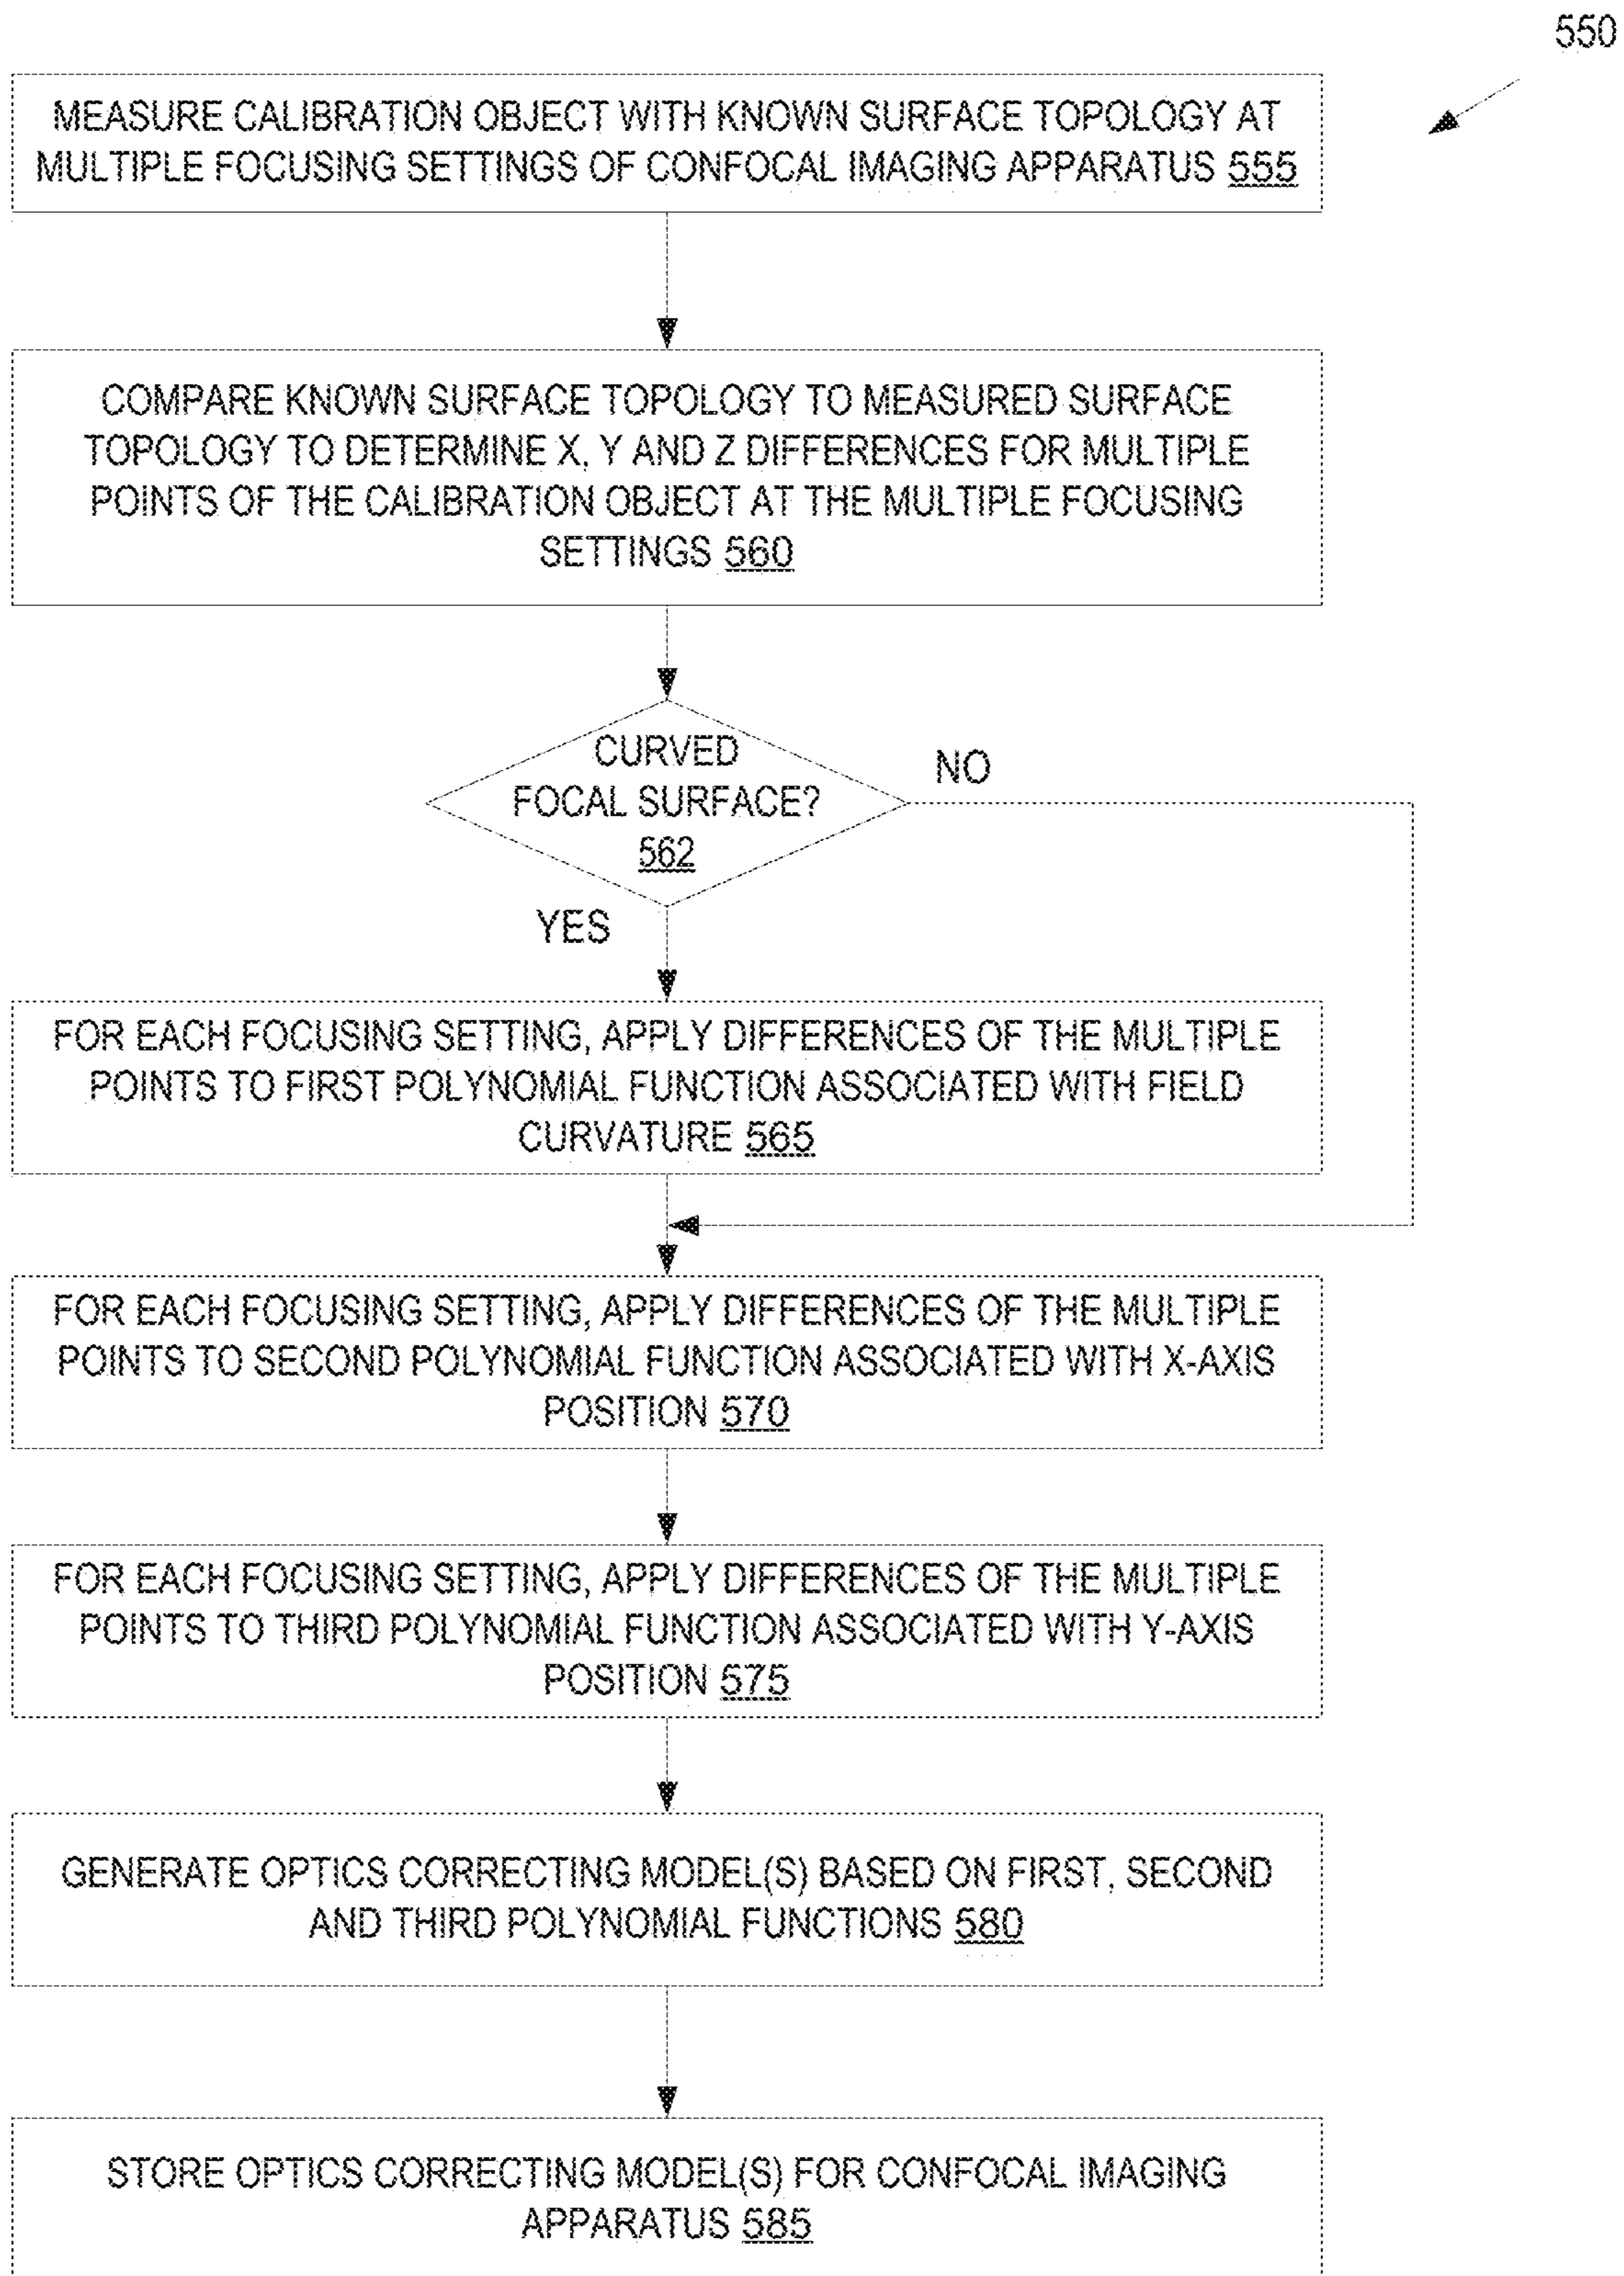 550
MEASURE CALIBRATION OBJECT WITH KNOWN SURFACE TOPOLOGY AT
MULTIPLE FOCUSING SETTINGS OF CONFOCAL IMAGING APPARATUS 555
COMPARE KNOWN SURFACE TOPOLOGY TO MEASURED SURFACE
TOPOLOGY TO DETERMINE X, Y AND Z DIFFERENCES FOR MULTIPLE
POINTS OF THE CALIBRATION OBJECT AT THE MULTIPLE FOCUSING
SETTINGS 560
CURVED
FOCAL SURFACE?
562
NO
YES
FOR EACH FOCUSING SETTING, APPLY DIFFERENCES OF THE MULTIPLE
POINTS TO FIRST POLYNOMIAL FUNCTION ASSOCIATED WITH FIELD
CURVATURE 565
FOR EACH FOCUSING SETTING, APPLY DIFFERENCES OF THE MULTIPLE
POINTS TO SECOND POLYNOMIAL FUNCTION ASSOCIATED WITH X-AXIS
POSITION 570
FOR EACH FOCUSING SETTING, APPLY DIFFERENCES OF THE MULTIPLE
POINTS TO THIRD POLYNOMIAL FUNCTION ASSOCIATED WITH Y-AXIS
POSITION 575
GENERATE OPTICS CORRECTING MODEL(S) BASED ON FIRST, SECOND
AND THIRD POLYNOMIAL FUNCTIONS 580
STORE OPTICS CORRECTING MODEL(S) FOR CONFOCAL IMAGING
APPARATUS 585